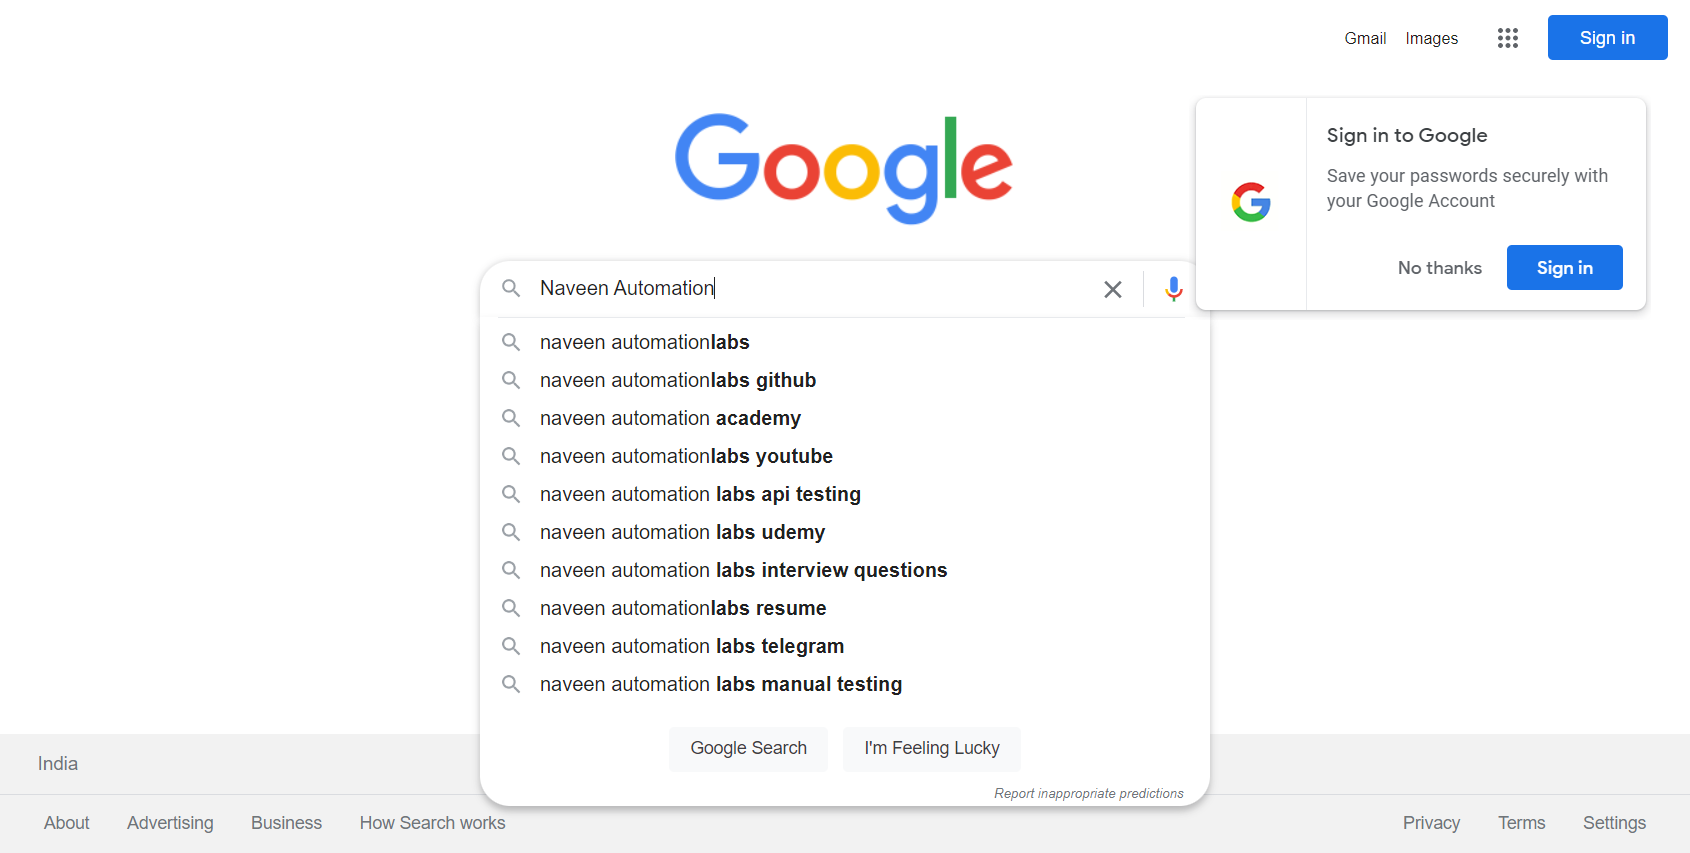 Gmail Images Sign in
Google
Sign in to Google
Save your passwords securely with
your Google Account
No thanks Sign in
Naveen Automation
naveen automationlabs
naveen automationlabs github
naveen automation academy
naveen automationlabs youtube
naveen automation labs api testing
naveen automation labs udemy
naveen automation labs interview questions
naveen automationlabs resume
naveen automation labs telegram
naveen automation labs manual testing
Google Search I'm Feeling Lucky
Report inappropriate predictions
India
About Advertising Business How Search works Privacy Terms Settings